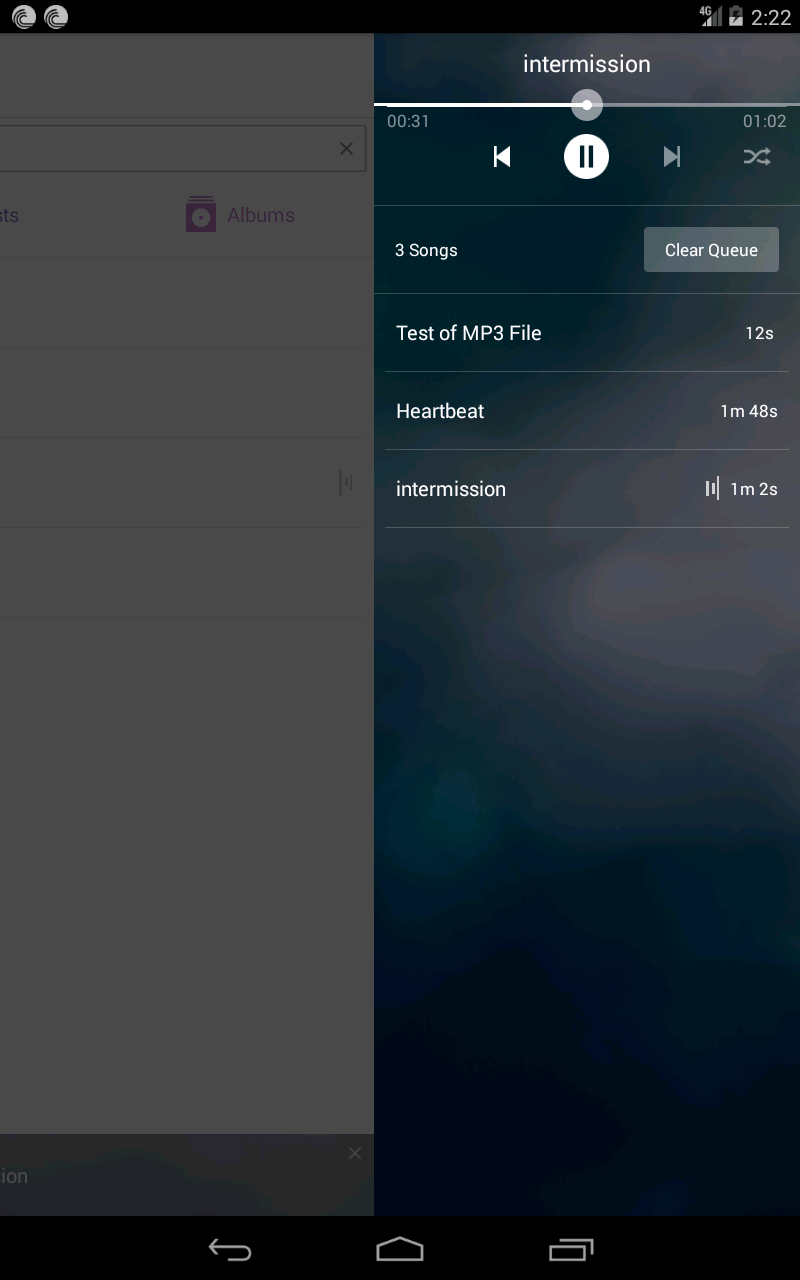 4G 2:22
intermission
00:31 01:02
sts
Albums
3 Songs
Clear Queue
Test of MP3 File 12s
Heartbeat 1m 48s
intermission 1m 2s
ion